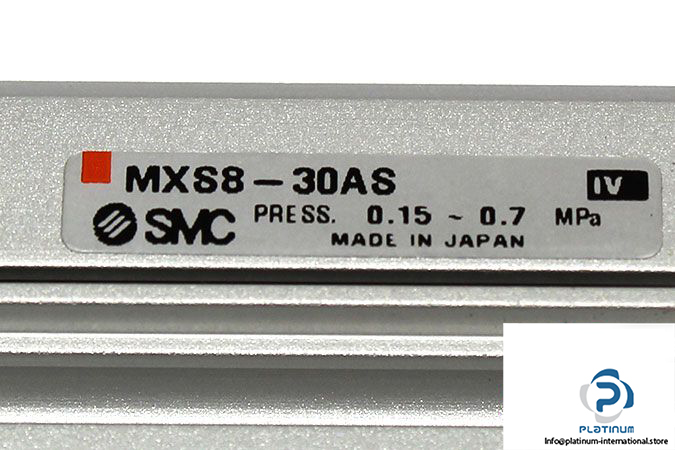 MXS8-30AS
IV
SMC PRESS. 0.15 ~ 0.7 MPa
MADE IN JAPAN
PLATINUM
Info@platinum-international.store